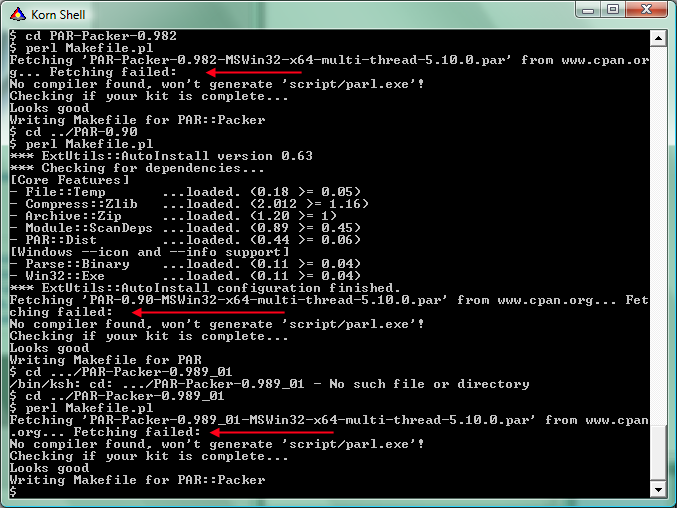 Korn Shell
$ cd PAR-Packer-0.982
$ perl Makefile.pl
Fetching 'PAR-Packer-0.982-MSWin32-x64-multi-thread-5.10.0.par' from www.cpan.or
g... Fetching failed:
No compiler found, won't generate 'script/parl.exe'!
Checking if your kit is complete...
Looks good
Writing Makefile for PAR::Packer
$ cd ../PAR-0.90
$ perl Makefile.pl
*** ExtUtils::AutoInstall version 0.63
*** Checking for dependencies...
[Core Features]
- File::Temp       ...loaded. (0.18 >= 0.05)
- Compress::Zlib   ...loaded. (2.012 >= 1.16)
- Archive::Zip     ...loaded. (1.20 >= 1)
- Module::ScanDeps ...loaded. (0.89 >= 0.45)
- PAR::Dist        ...loaded. (0.44 >= 0.06)
[Windows --icon and --info support]
- Parse::Binary    ...loaded. (0.11 >= 0.04)
- Win32::Exe       ...loaded. (0.11 >= 0.04)
*** ExtUtils::AutoInstall configuration finished.
Fetching 'PAR-0.90-MSWin32-x64-multi-thread-5.10.0.par' from www.cpan.org... Fet
ching failed:
No compiler found, won't generate 'script/parl.exe'!
Checking if your kit is complete...
Looks good
Writing Makefile for PAR
$ cd .../PAR-Packer-0.989_01
/bin/ksh: cd: .../PAR-Packer-0.989_01 - No such file or directory
$ cd ../PAR-Packer-0.989_01
$ perl Makefile.pl
Fetching 'PAR-Packer-0.989_01-MSWin32-x64-multi-thread-5.10.0.par' from www.cpan
.org... Fetching failed:
No compiler found, won't generate 'script/parl.exe'!
Checking if your kit is complete...
Looks good
Writing Makefile for PAR::Packer
$